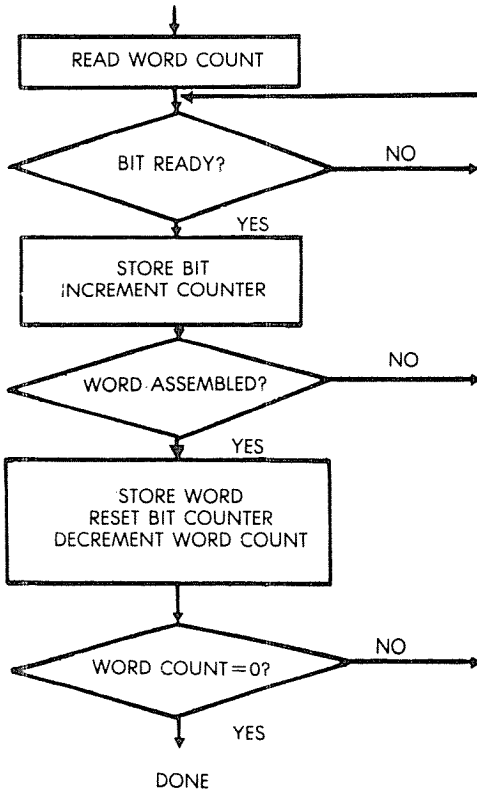 READ WORD COUNT
BIT READY?
NO
YES
STORE BIT
INCREMENT COUNTER
WORD ASSEMBLED?
NO
YES
STORE WORD
RESET BIT COUNTER
DECREMENT WORD COUNT
WORD COUNT=0?
NO
YES
DONE